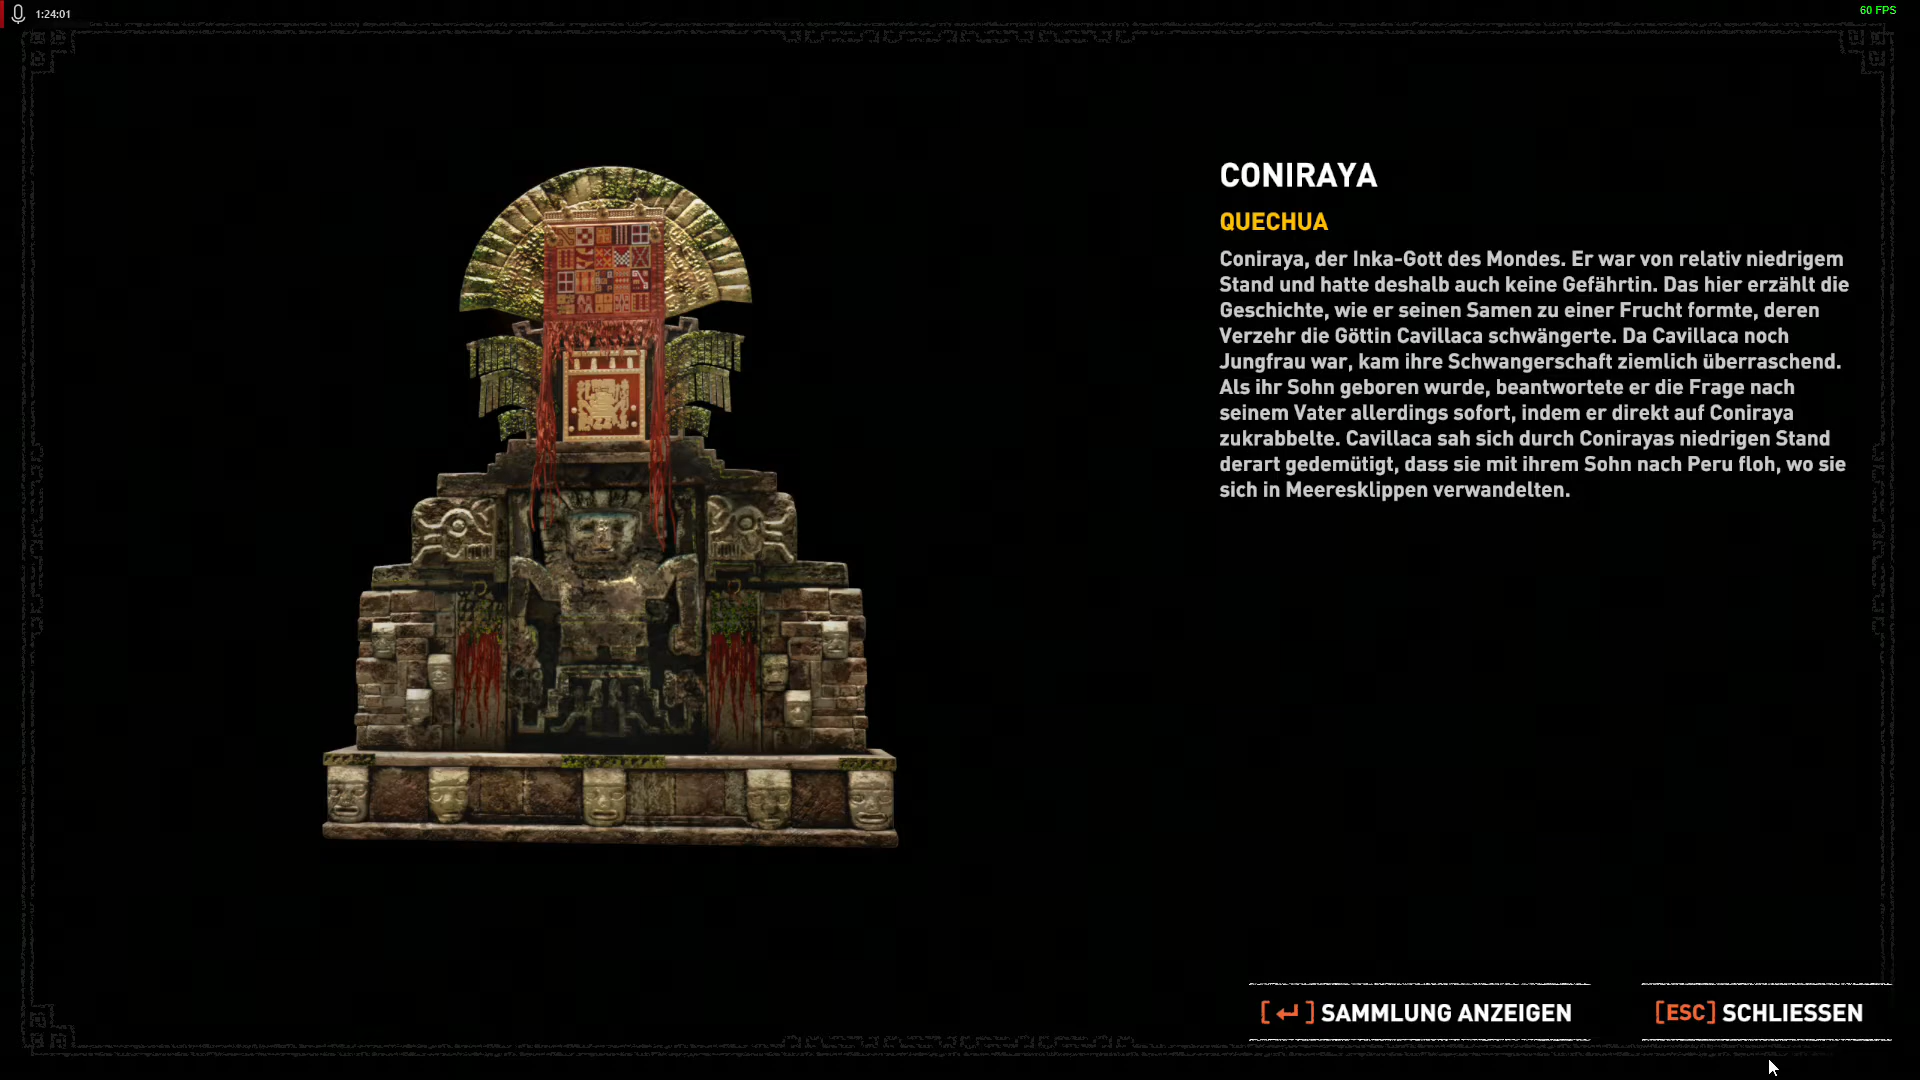 1:24:01
60 FPS
CONIRAYA
QUECHUA
Coniraya, der Inka-Gott des Mondes. Er war von relativ niedrigem
Stand und hatte deshalb auch keine Gefährtin. Das hier erzählt die
Geschichte, wie er seinen Samen zu einer Frucht formte, deren
Verzehr die Göttin Cavillaca schwängerte. Da Cavillaca noch
Jungfrau war, kam ihre Schwangerschaft ziemlich überraschend.
Als ihr Sohn geboren wurde, beantwortete er die Frage nach
seinem Vater allerdings sofort, indem er direkt auf Coniraya
zukrabbelte. Cavillaca sah sich durch Conirayas niedrigen Stand
derart gedemütigt, dass sie mit ihrem Sohn nach Peru floh, wo sie
sich in Meeresklippen verwandelten.
[↵] SAMMLUNG ANZEIGEN
[ESC] SCHLIESSEN